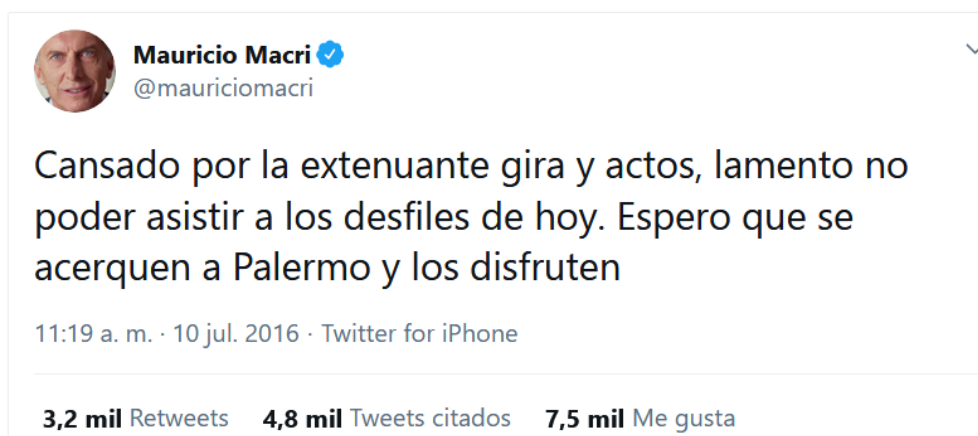 Mauricio Macri
@mauriciomacri
Cansado por la extenuante gira y actos, lamento no
poder asistir a los desfiles de hoy. Espero que se
acerquen a Palermo y los disfruten
11:19 a. m. · 10 jul. 2016 · Twitter for iPhone
3,2 mil Retweets 4,8 mil Tweets citados 7,5 mil Me gusta